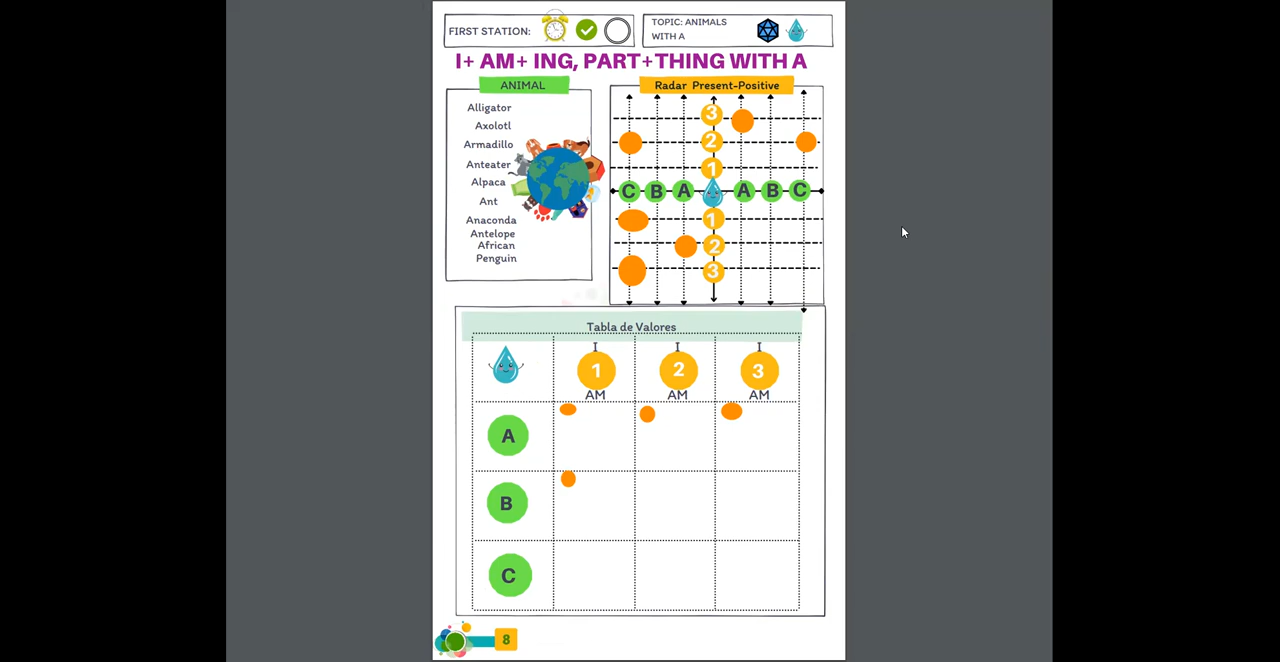 FIRST STATION:
TOPIC: ANIMALS
WITH A
I+ AM+ ING, PART+THING WITH A
ANIMAL
Alligator
Axolotl
Armadillo
Anteater
Alpaca
Ant
Anaconda
Antelope
African
Penguin
Radar Present-Positive
3
2
1
C B A A B C
1
2
3
Tabla de Valores
I I I
1 2 3
AM AM AM
A
B
C
8